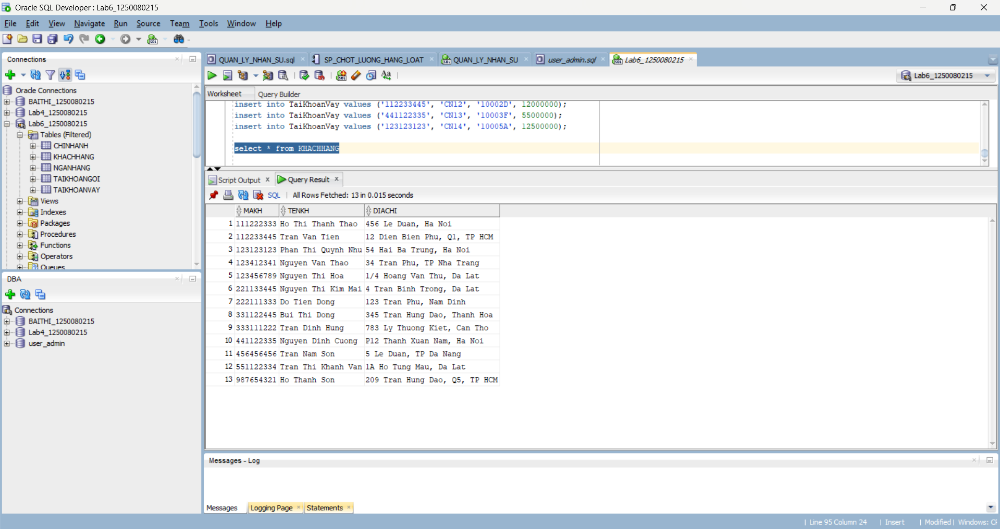 Oracle SQL Developer : Lab6_1250080215
File Edit View Navigate Run Source Team Tools Window Help
Connections
Oracle Connections
BAITHI_1250080215
Lab4_1250080215
Lab6_1250080215
Tables (Filtered)
CHINHANH
KHACHHANG
NGANHANG
TAIKHOANGOI
TAIKHOANVAY
Views
Indexes
Packages
Procedures
Functions
Operators
Queues
DBA
Connections
BAITHI_1250080215
Lab4_1250080215
user_admin
QUAN_LY_NHAN_SU.sql SP_CHOT_LUONG_HANG_LOAT QUAN_LY_NHAN_SU user_admin.sql Lab6_1250080215
Lab6_1250080215
Worksheet Query Builder
insert into TaiKhoanVay values ('112233445', 'CN12', '10002D', 12000000);
insert into TaiKhoanVay values ('441122335', 'CN13', '10003F', 5500000);
insert into TaiKhoanVay values ('123123123', 'CN14', '10005A', 12500000);
select * from KHACHHANG
Script Output Query Result
SQL All Rows Fetched: 13 in 0.015 seconds
MAKH TENKH DIACHI
1 111222333 Ho Thi Thanh Thao 456 Le Duan, Ha Noi
2 112233445 Tran Van Tien 12 Dien Bien Phu, Q1, TP HCM
3 123123123 Phan Thi Quynh Nhu 54 Hai Ba Trung, Ha Noi
4 123412341 Nguyen Van Thao 34 Tran Phu, TP Nha Trang
5 123456789 Nguyen Thi Hoa 1/4 Hoang Van Thu, Da Lat
6 221133445 Nguyen Thi Kim Mai 4 Tran Binh Trong, Da Lat
7 222111333 Do Tien Dong 123 Tran Phu, Nam Dinh
8 331122445 Bui Thi Dong 345 Tran Hung Dao, Thanh Hoa
9 333111222 Tran Dinh Hung 783 Ly Thuong Kiet, Can Tho
10 441122335 Nguyen Dinh Cuong P12 Thanh Xuan Nam, Ha Noi
11 456456456 Tran Nam Son 5 Le Duan, TP Da Nang
12 551122334 Tran Thi Khanh Van 1A Ho Tung Mau, Da Lat
13 987654321 Ho Thanh Son 209 Tran Hung Dao, Q5, TP HCM
Messages - Log
Messages Logging Page Statements
Line 95 Column 24 | Insert | Modified | Windows: CF